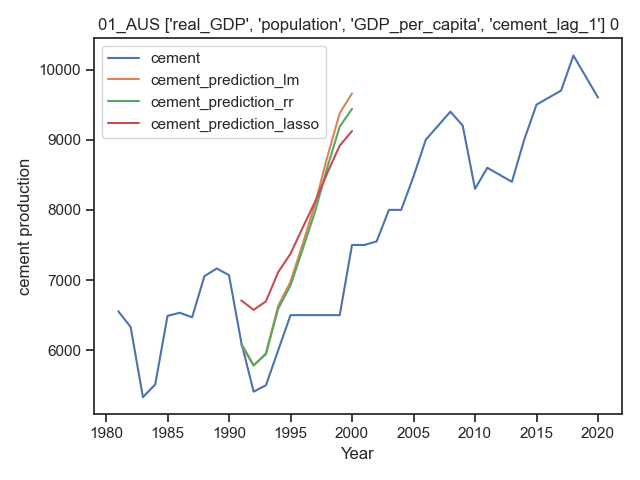 01_AUS ['real_GDP', 'population', 'GDP_per_capita', 'cement_lag_1'] 0
cement
cement_prediction_lm
cement_prediction_rr
cement_prediction_lasso
10000
9000
8000
7000
6000
cement production
1980 1985 1990 1995 2000 2005 2010 2015 2020
Year